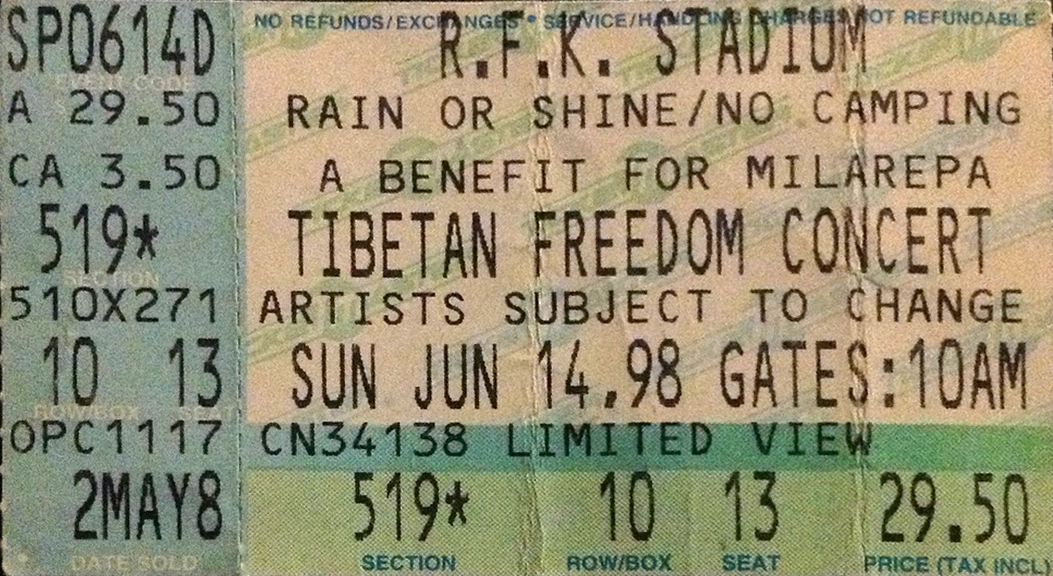 NO REFUNDS/EXCHANGES • SERVICE/HANDLING CHARGES NOT REFUNDABLE
SP0614D R.F.K. STADIUM
EVENT CODE
A 29.50 RAIN OR SHINE/NO CAMPING
CA 3.50 A BENEFIT FOR MILAREPA
519* TIBETAN FREEDOM CONCERT
SECTION
510X271 ARTISTS SUBJECT TO CHANGE
10 13 SUN JUN 14,98 GATES:10AM
ROW/BOX SEAT
OPC1117 CN34138 LIMITED VIEW
2MAY8 519* 10 13 29.50
DATE SOLD SECTION ROW/BOX SEAT PRICE (TAX INCL)